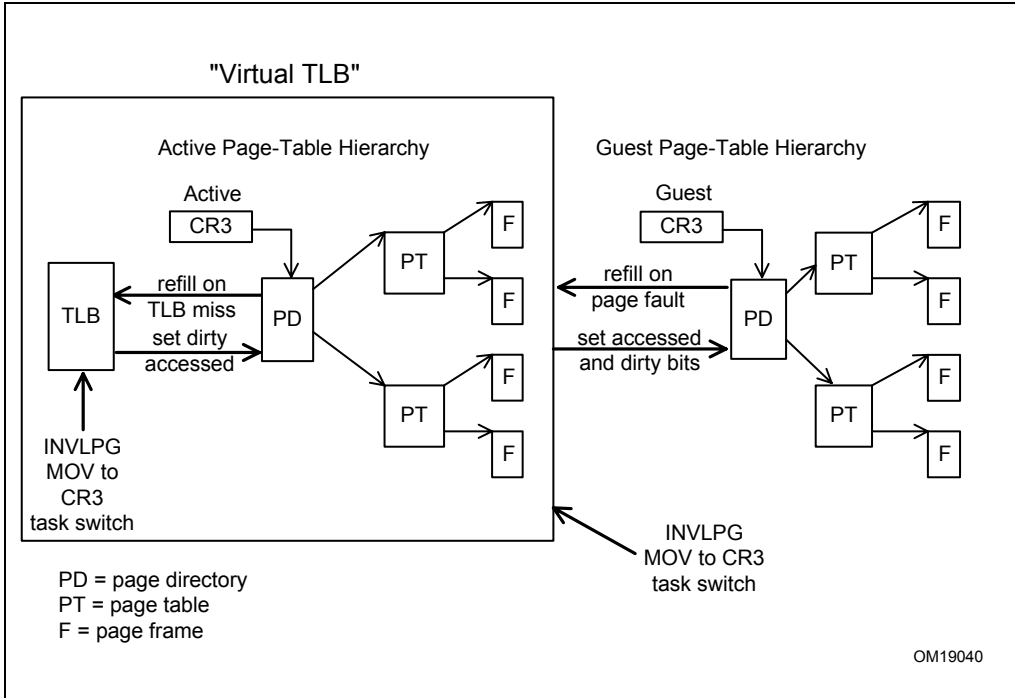 "Virtual TLB"
Active Page-Table Hierarchy
Guest Page-Table Hierarchy
Active
CR3
Guest
CR3
F
F
PT
PT
F
F
TLB
refill on
TLB miss
set dirty
accessed
PD
refill on
page fault
set accessed
and dirty bits
PD
F
F
PT
PT
F
F
INVLPG
MOV to
CR3
task switch
INVLPG
MOV to CR3
task switch
PD = page directory
PT = page table
F = page frame
OM19040